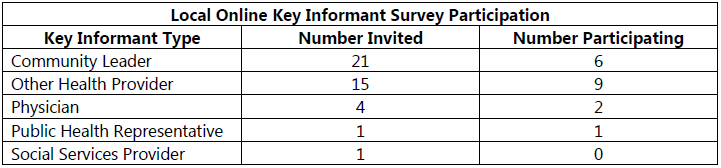 Local Online Key Informant Survey Participation
Key Informant Type Number Invited Number Participating
Community Leader 21 6
Other Health Provider 15 9
Physician 4 2
Public Health Representative 1 1
Social Services Provider 1 0